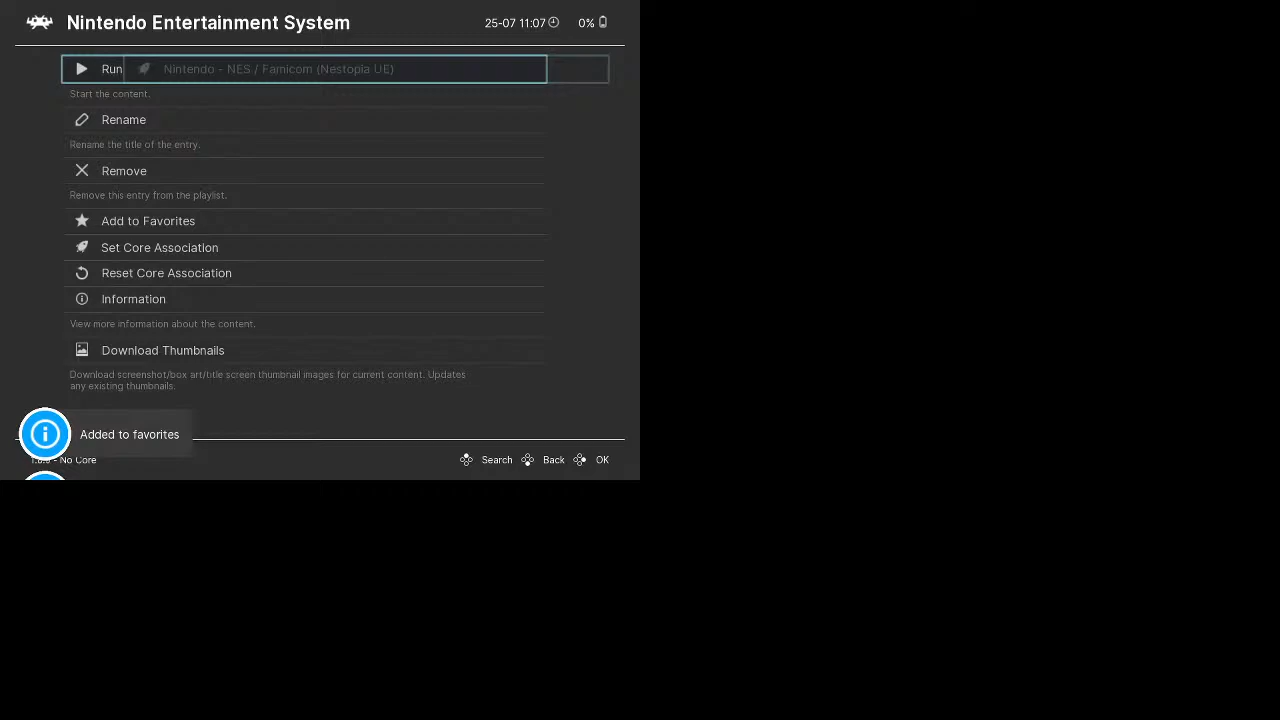 Nintendo Entertainment System
25-07 11:07
0%
Run
Nintendo - NES / Famicom (Nestopia UE)
Start the content.
Rename
Rename the title of the entry.
Remove
Remove this entry from the playlist.
Add to Favorites
Set Core Association
Reset Core Association
Information
View more information about the content.
Download Thumbnails
Download screenshot/box art/title screen thumbnail images for current content. Updates
any existing thumbnails.
Added to favorites
- No Core
Search
Back
OK